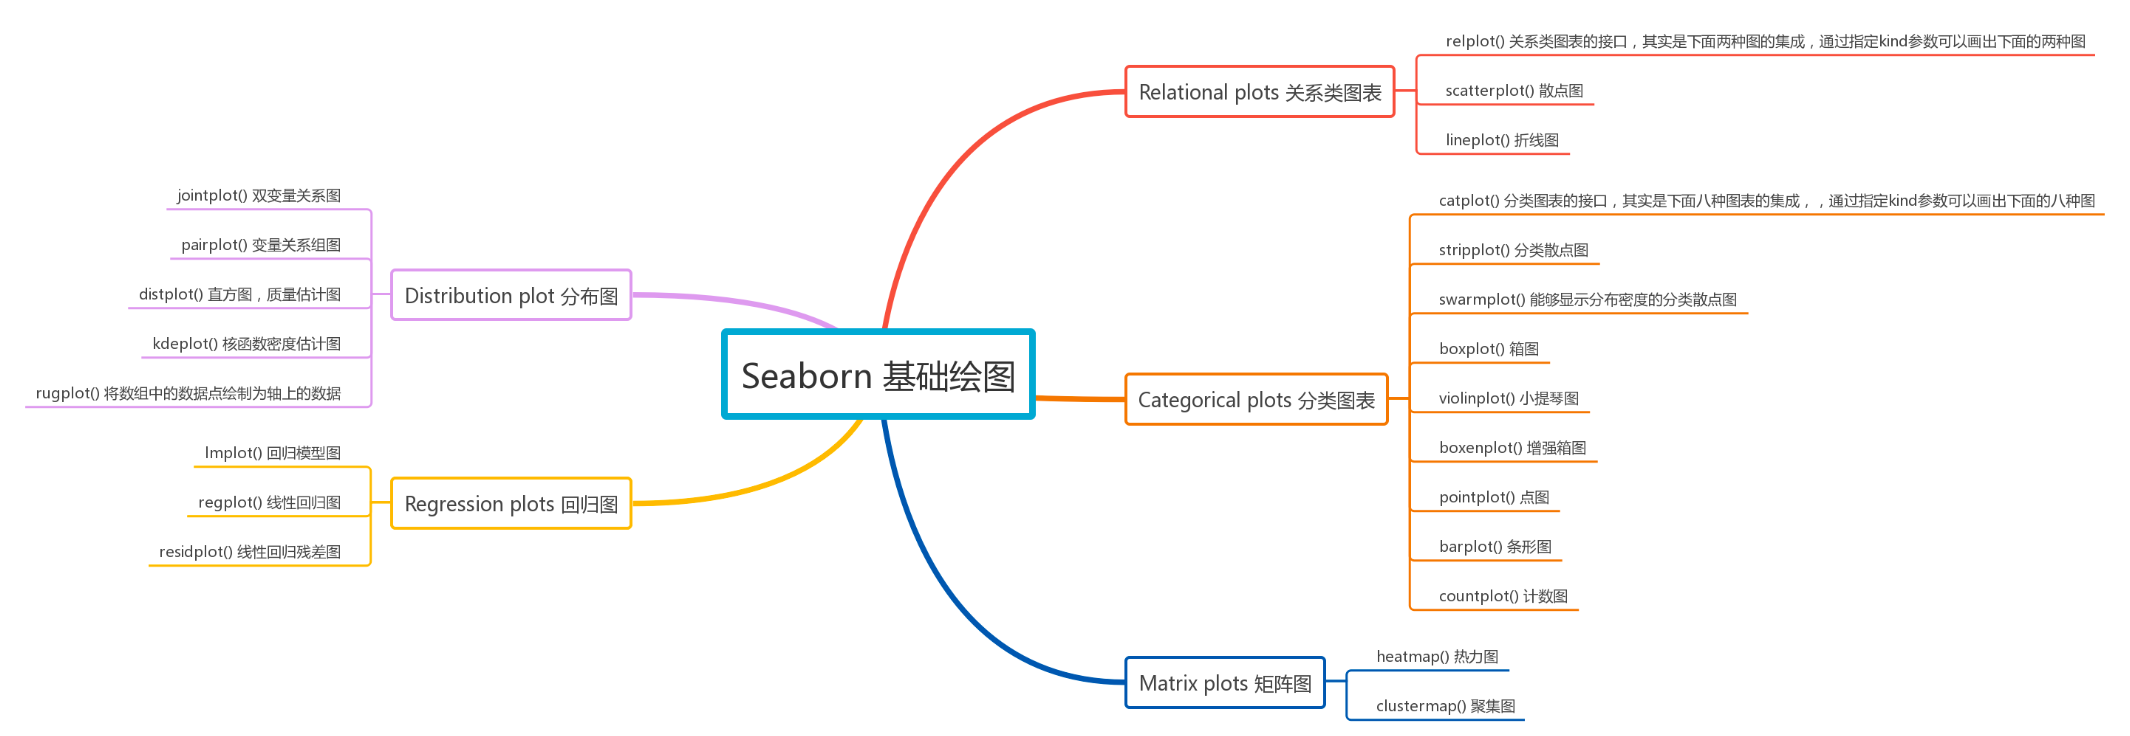 Seaborn 基础绘图
Relational plots 关系类图表
relplot() 关系类图表的接口，其实是下面两种图的集成，通过指定kind参数可以画出下面的两种图
scatterplot() 散点图
lineplot() 折线图
Categorical plots 分类图表
catplot() 分类图表的接口，其实是下面八种图表的集成，，通过指定kind参数可以画出下面的八种图
stripplot() 分类散点图
swarmplot() 能够显示分布密度的分类散点图
boxplot() 箱图
violinplot() 小提琴图
boxenplot() 增强箱图
pointplot() 点图
barplot() 条形图
countplot() 计数图
Matrix plots 矩阵图
heatmap() 热力图
clustermap() 聚集图
Distribution plot 分布图
jointplot() 双变量关系图
pairplot() 变量关系组图
distplot() 直方图，质量估计图
kdeplot() 核函数密度估计图
rugplot() 将数组中的数据点绘制为轴上的数据
Regression plots 回归图
lmplot() 回归模型图
regplot() 线性回归图
residplot() 线性回归残差图